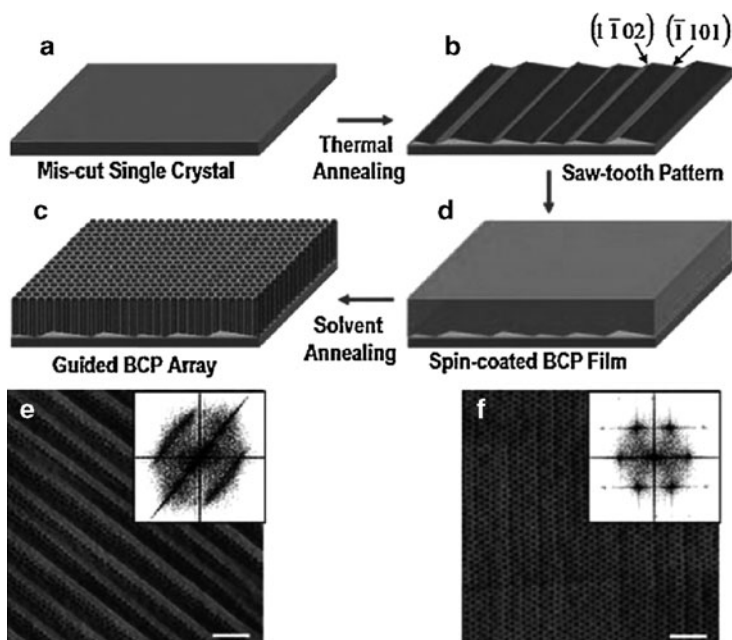 a
b
(1 1̅ 02) (1̅ 101)
Thermal
Annealing
Mis-cut Single Crystal
Saw-tooth Pattern
c
d
Solvent
Annealing
Guided BCP Array
Spin-coated BCP Film
e
f